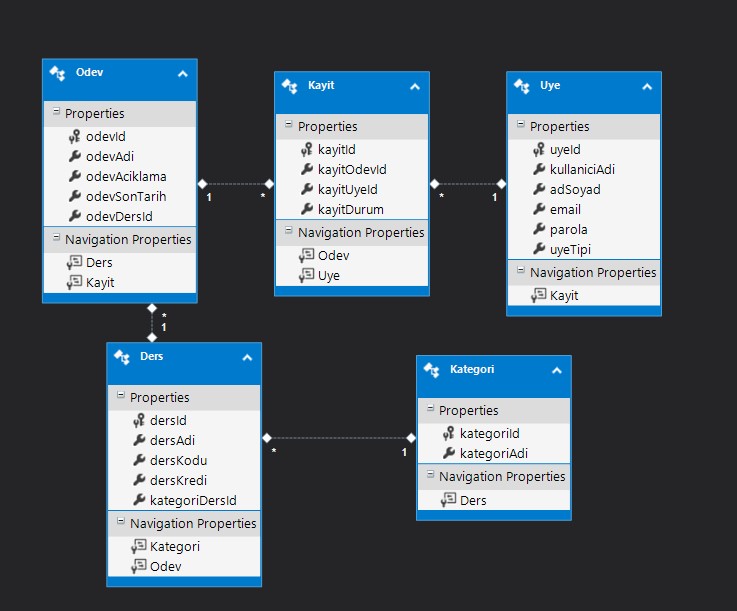 Odev
Properties
odevId
odevAdi
odevAciklama
odevSonTarih
odevDersId
Navigation Properties
Ders
Kayit
1
*
Kayit
Properties
kayitId
kayitOdevId
kayitUyeId
kayitDurum
Navigation Properties
Odev
Uye
*
1
Uye
Properties
uyeId
kullaniciAdi
adSoyad
email
parola
uyeTipi
Navigation Properties
Kayit
*
1
Ders
Properties
dersId
dersAdi
dersKodu
dersKredi
kategoriDersId
Navigation Properties
Kategori
Odev
*
1
Kategori
Properties
kategoriId
kategoriAdi
Navigation Properties
Ders